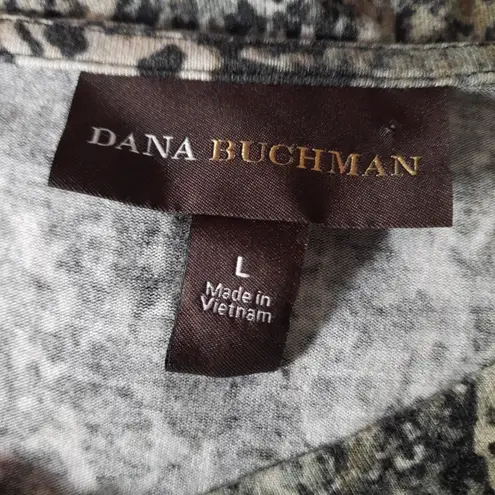 DANA BUCHMAN
L
Made in
Vietnam